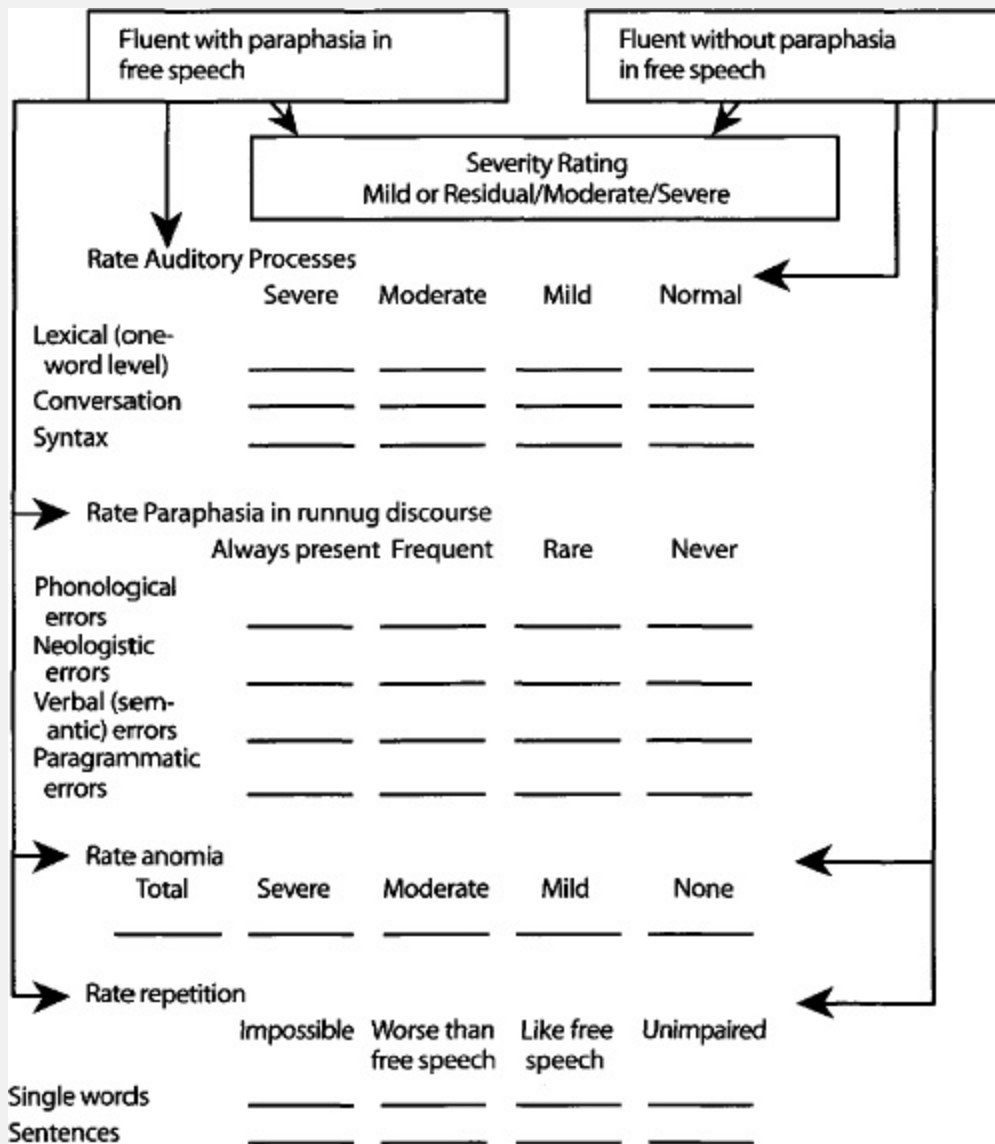 Fluent with paraphasia in
free speech
Fluent without paraphasia
in free speech
Severity Rating
Mild or Residual/Moderate/Severe
Rate Auditory Processes
Severe Moderate Mild Normal
Lexical (one-
word level)
Conversation
Syntax
Rate Paraphasia in runnug discourse
Always present Frequent Rare Never
Phonological
errors
Neologistic
errors
Verbal (sem-
antic) errors
Paragrammatic
errors
Rate anomia
Total Severe Moderate Mild None
Rate repetition
Impossible Worse than Like free Unimpaired
free speech speech
Single words
Sentences